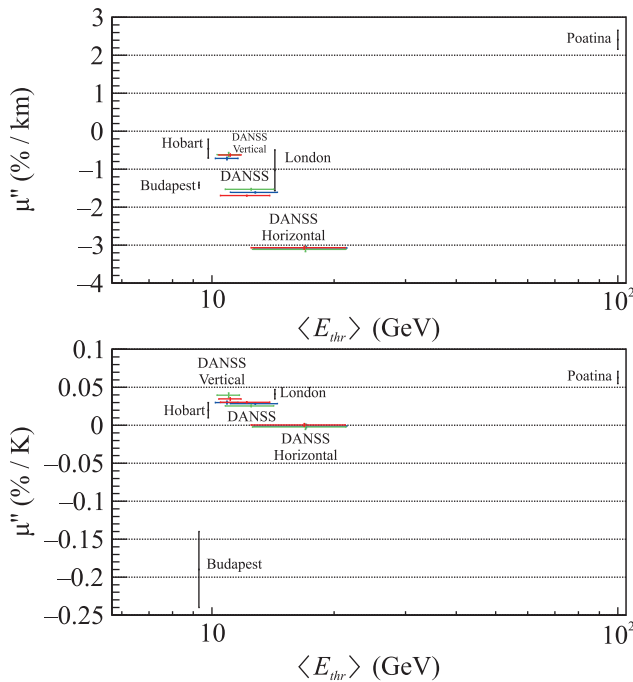 3
2
1
0
−1
−2
−3
−4
μ" (% / km)
Poatina
Hobart
DANSS
Vertical
London
Budapest
DANSS
DANSS
Horizontal
10
10²
⟨E_thr⟩ (GeV)
0.1
0.05
0
−0.05
−0.1
−0.15
−0.2
−0.25
μ" (% / K)
DANSS
Vertical
Poatina
London
Hobart
DANSS
DANSS
Horizontal
Budapest
10
10²
⟨E_thr⟩ (GeV)